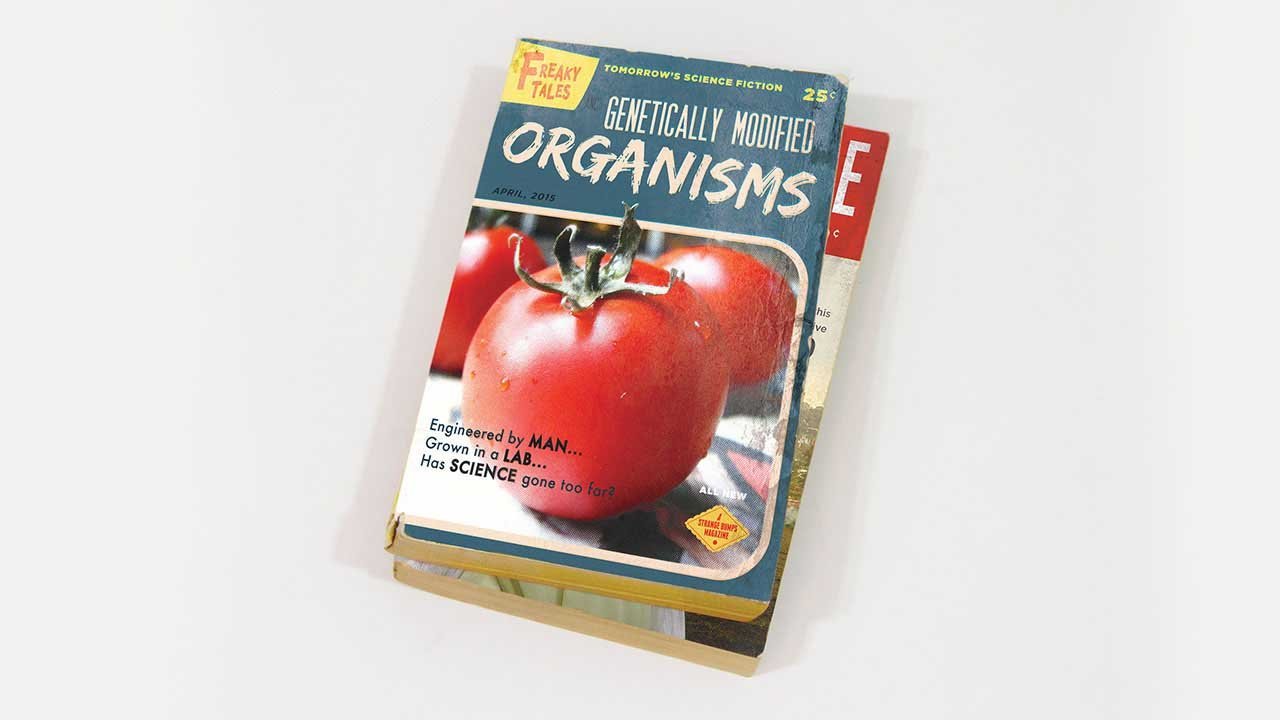 FREAKY
TALES
TOMORROW'S SCIENCE FICTION
25¢
GENETICALLY MODIFIED
ORGANISMS
APRIL, 2015
Engineered by MAN...
Grown in a LAB...
Has SCIENCE gone too far?
ALL NEW
A
STRANGE BUMPS
MAGAZINE
E
¢
his
ive